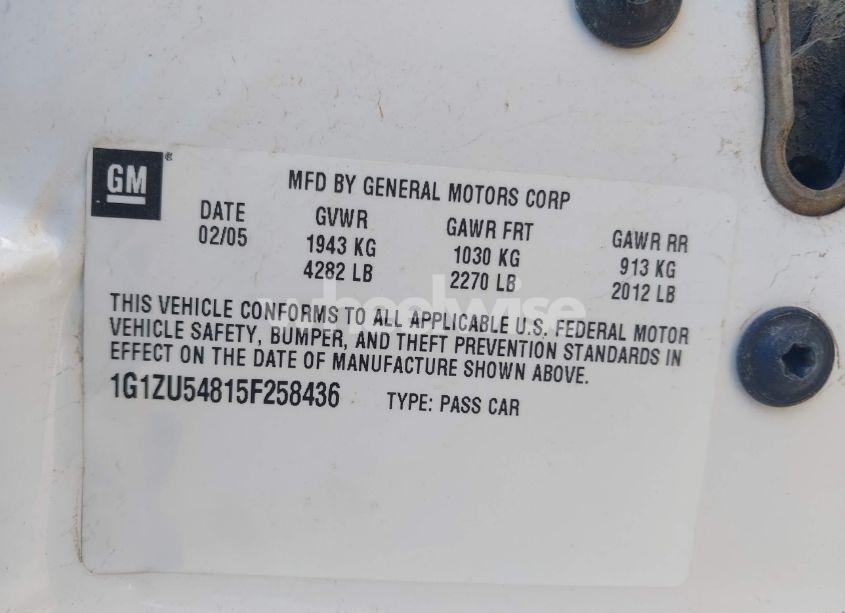 GM
MFD BY GENERAL MOTORS CORP
DATE GVWR GAWR FRT GAWR RR
02/05 1943 KG 1030 KG 913 KG
4282 LB 2270 LB 2012 LB
THIS VEHICLE CONFORMS TO ALL APPLICABLE U.S. FEDERAL MOTOR
VEHICLE SAFETY, BUMPER, AND THEFT PREVENTION STANDARDS IN
EFFECT ON THE DATE OF MANUFACTURE SHOWN ABOVE.
1G1ZU54815F258436 TYPE: PASS CAR
wheelwise